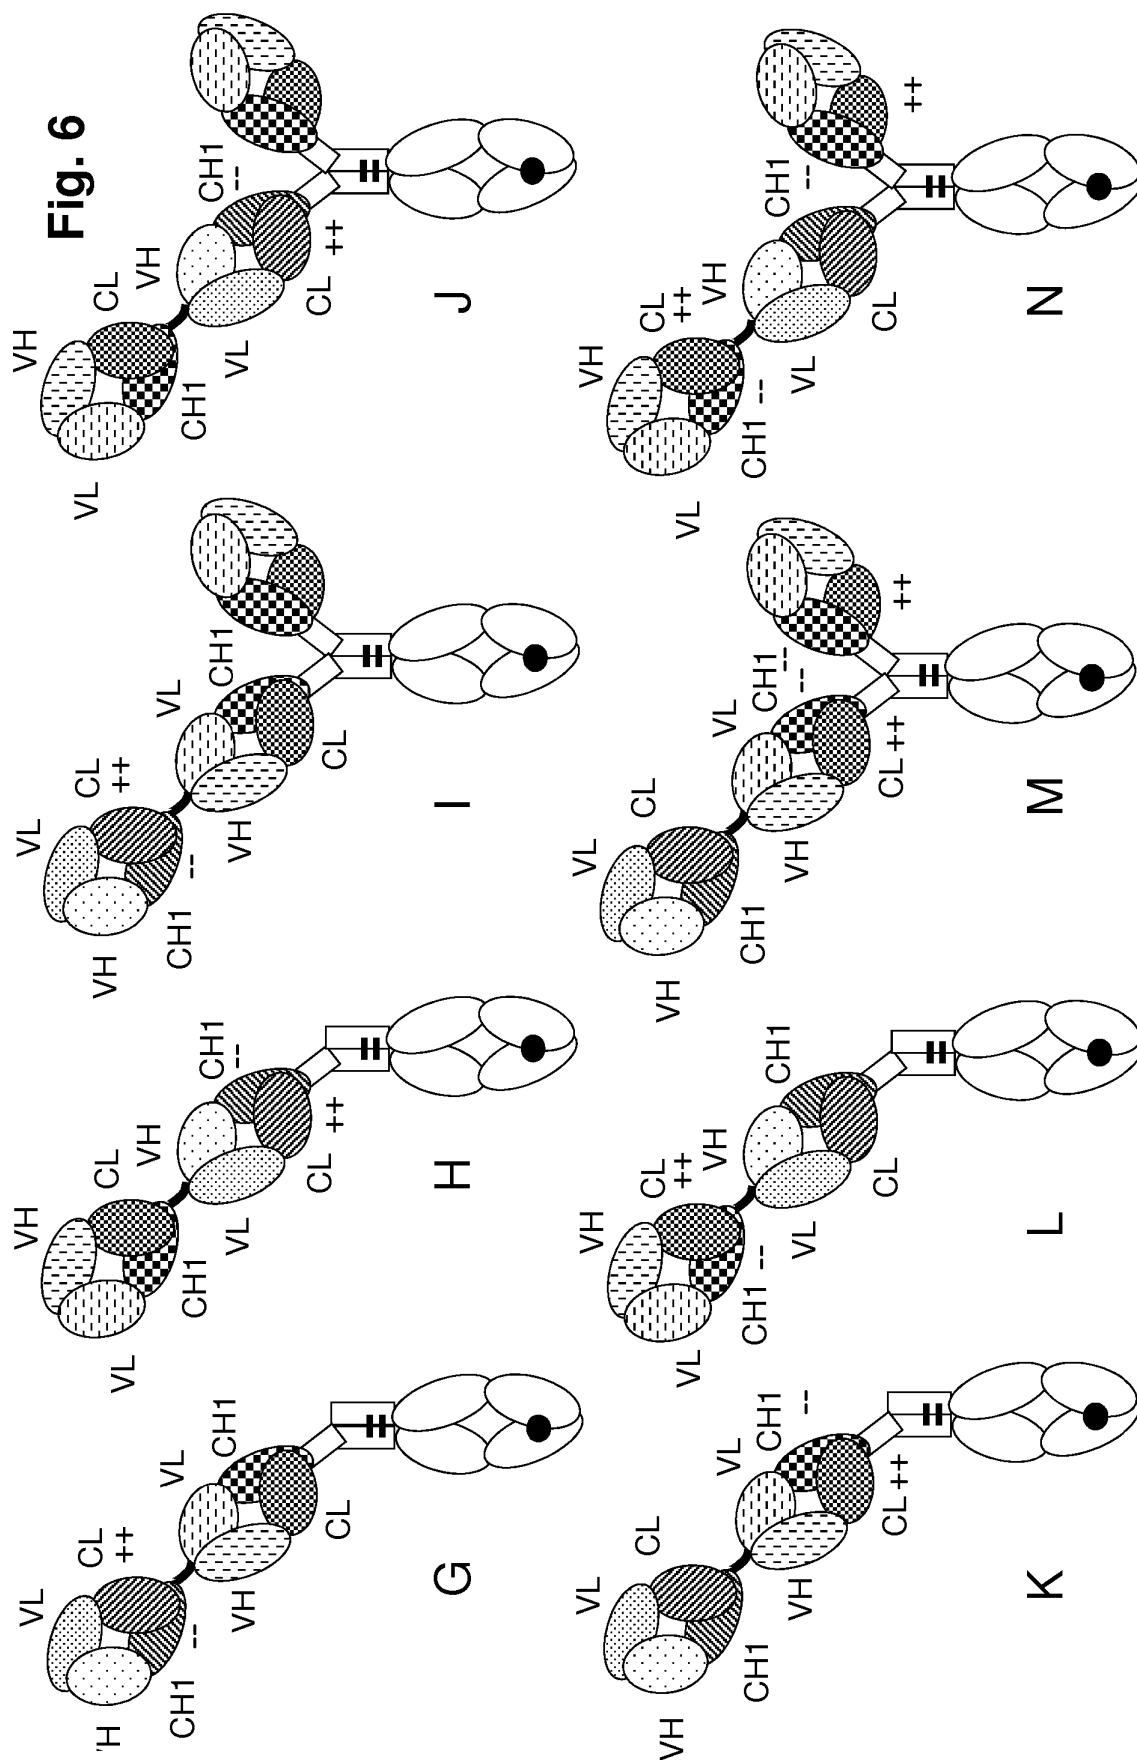 Fig. 6
VL
CL
++
VL
CH1
VH
CH1
--
VH
CL
G
VH
CL
VH
CH1
--
VL
CH1
VL
CL
++
H
VL
CL
++
VL
CH1
VH
CH1
--
VH
CL
I
VH
CL
VH
CH1
--
VL
CH1
VL
CL
++
J
VL
CL
VL
CH1
--
VH
CH1
VH
CL++
K
VH
CL
++
VH
CH1
VL
CH1 --
VL
CL
L
VL
CL
VL
CH1
--
--
++
VH
CH1
VH
CL++
M
VH
CL
++
VH
CH1
--
++
VL
CH1 --
VL
CL
N